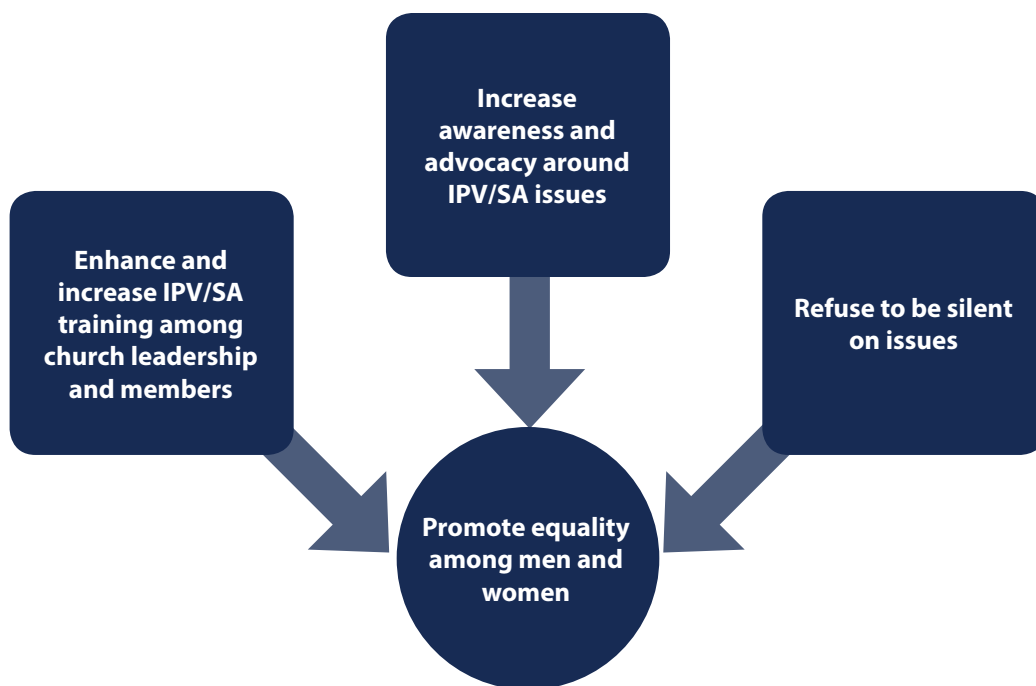 Increase
awareness and
advocacy around
IPV/SA issues
Enhance and
increase IPV/SA
training among
church leadership
and members
Refuse to be silent
on issues
Promote equality
among men and
women